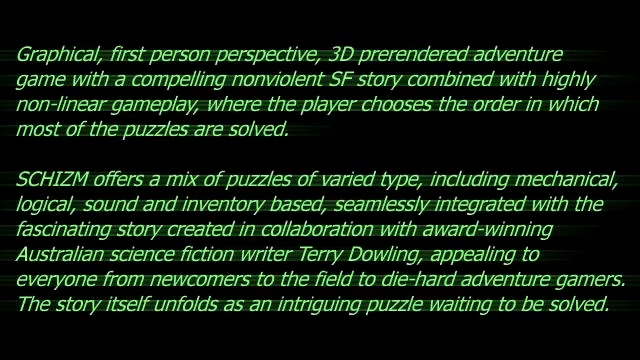 Graphical, first person perspective, 3D prerendered adventure
game with a compelling nonviolent SF story combined with highly
non-linear gameplay, where the player chooses the order in which
most of the puzzles are solved.
SCHIZM offers a mix of puzzles of varied type, including mechanical,
logical, sound and inventory based, seamlessly integrated with the
fascinating story created in collaboration with award-winning
Australian science fiction writer Terry Dowling, appealing to
everyone from newcomers to the field to die-hard adventure gamers.
The story itself unfolds as an intriguing puzzle waiting to be solved.